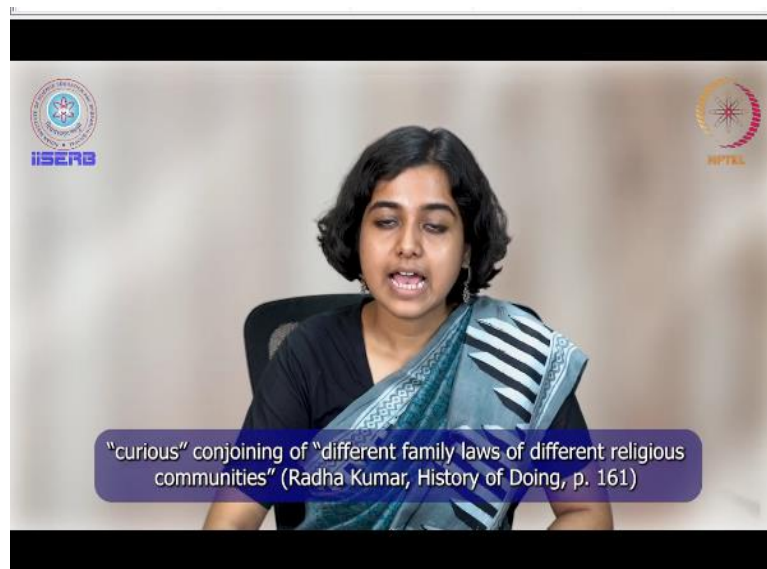 IISERB
NPTEL
"curious" conjoining of "different family laws of different religious
communities" (Radha Kumar, History of Doing, p. 161)